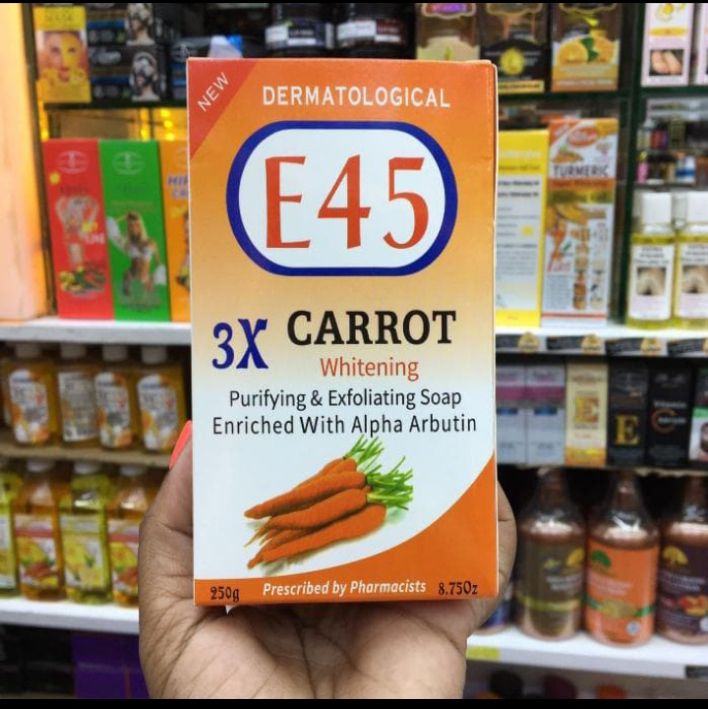 NEW
DERMATOLOGICAL
E45
3X
CARROT
Whitening
Purifying & Exfoliating Soap
Enriched With Alpha Arbutin
250g
Prescribed by Pharmacists
8.75Oz
TURMERIC
E